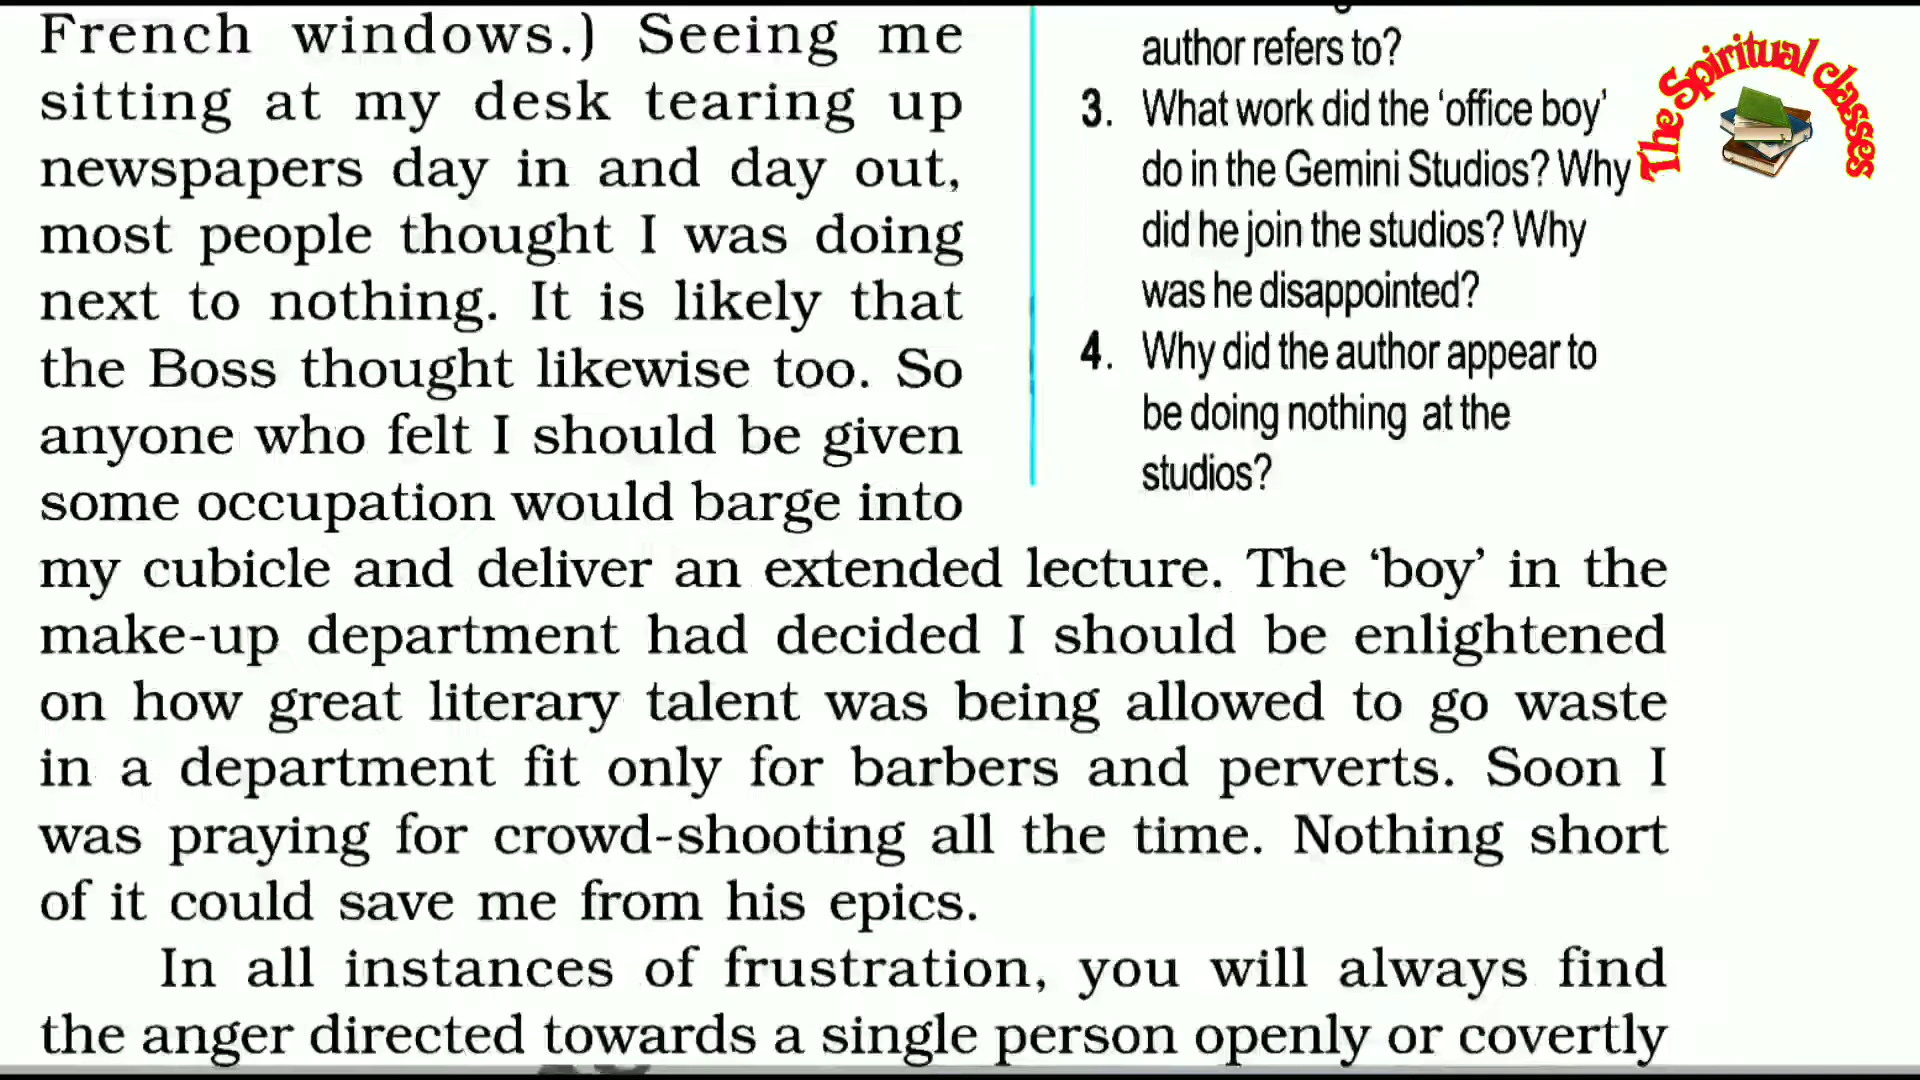 French windows.) Seeing me
sitting at my desk tearing up
newspapers day in and day out,
most people thought I was doing
next to nothing. It is likely that
the Boss thought likewise too. So
anyone who felt I should be given
some occupation would barge into
my cubicle and deliver an extended lecture. The ‘boy’ in the
make-up department had decided I should be enlightened
on how great literary talent was being allowed to go waste
in a department fit only for barbers and perverts. Soon I
was praying for crowd-shooting all the time. Nothing short
of it could save me from his epics.
In all instances of frustration, you will always find
the anger directed towards a single person openly or covertly
author refers to?
3. What work did the ‘office boy’
do in the Gemini Studios? Why
did he join the studios? Why
was he disappointed?
4. Why did the author appear to
be doing nothing at the
studios?
The Spiritual classes